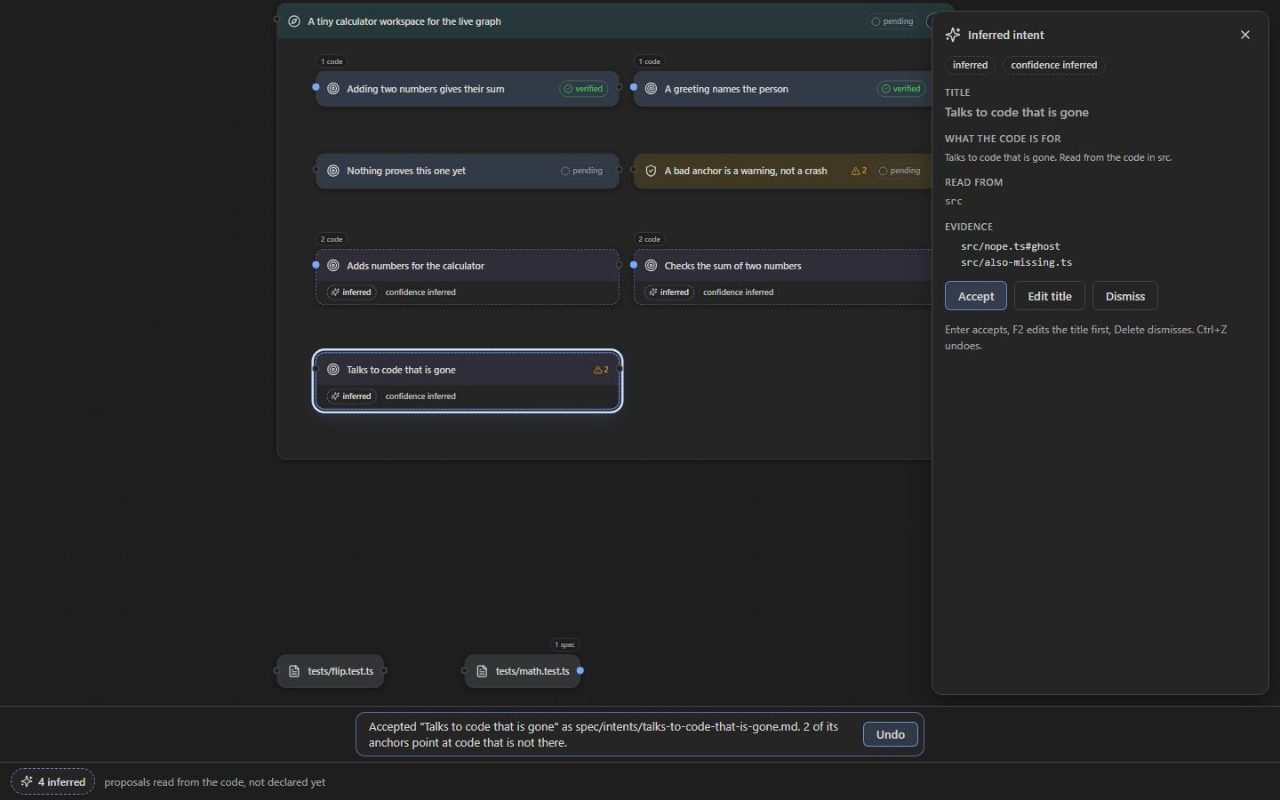 A tiny calculator workspace for the live graph
pending
1 code
Adding two numbers gives their sum
verified
1 code
A greeting names the person
verified
Nothing proves this one yet
pending
A bad anchor is a warning, not a crash
2
pending
2 code
Adds numbers for the calculator
inferred
confidence inferred
2 code
Checks the sum of two numbers
inferred
confidence inferred
Talks to code that is gone
2
inferred
confidence inferred
tests/flip.test.ts
1 spec
tests/math.test.ts
Inferred intent
inferred
confidence inferred
TITLE
Talks to code that is gone
WHAT THE CODE IS FOR
Talks to code that is gone. Read from the code in src.
READ FROM
src
EVIDENCE
src/nope.ts#ghost
src/also-missing.ts
Accept
Edit title
Dismiss
Enter accepts, F2 edits the title first, Delete dismisses. Ctrl+Z
undoes.
Accepted "Talks to code that is gone" as spec/intents/talks-to-code-that-is-gone.md. 2 of its
anchors point at code that is not there.
Undo
4 inferred
proposals read from the code, not declared yet